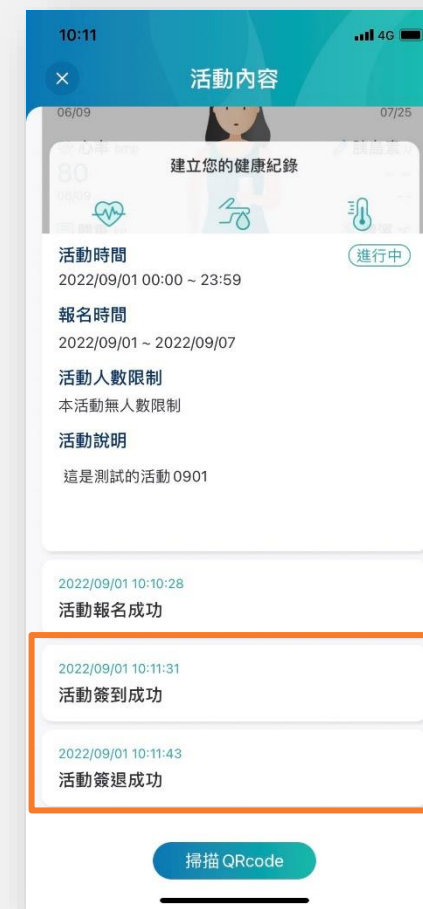 10:11
4G
活動內容
06/09
07/25
80
建立您的健康紀錄
活動時間
進行中
2022/09/01 00:00 ~ 23:59
報名時間
2022/09/01 ~ 2022/09/07
活動人數限制
本活動無人數限制
活動說明
這是測試的活動 0901
2022/09/01 10:10:28
活動報名成功
2022/09/01 10:11:31
活動簽到成功
2022/09/01 10:11:43
活動簽退成功
掃描 QRcode